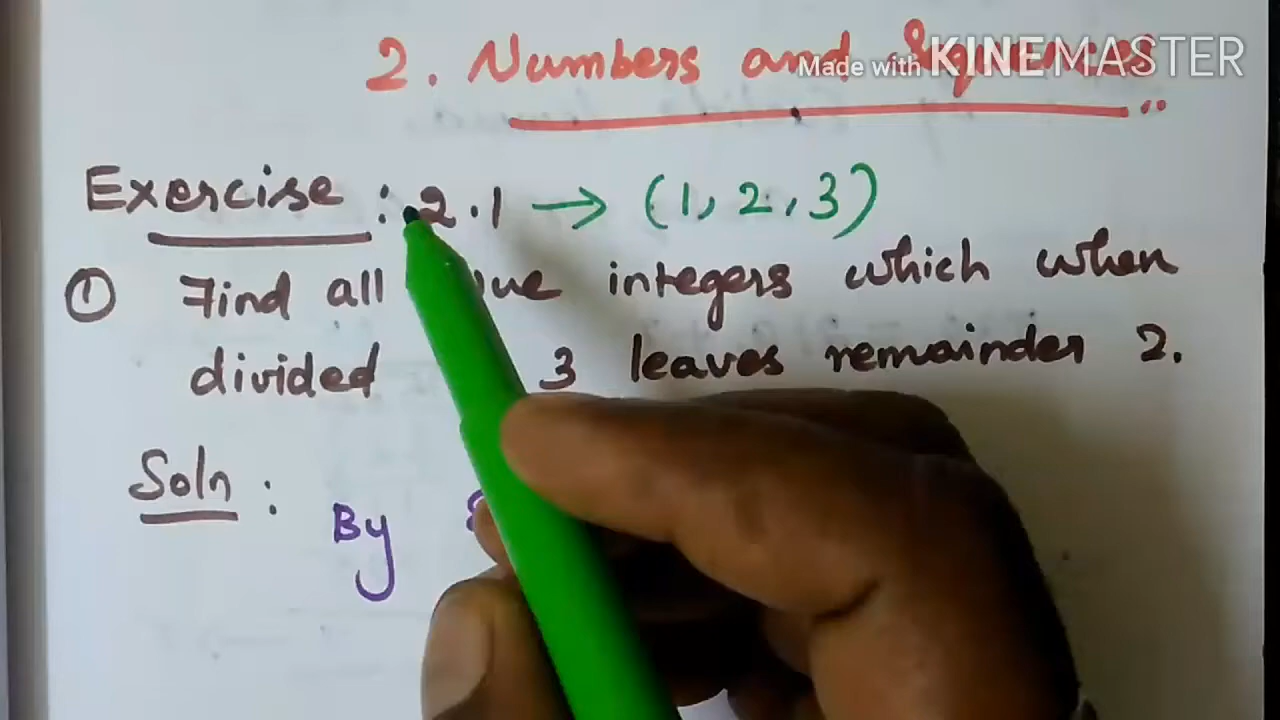 2. Numbers and Sequences
Made with KINEMASTER
Exercise : 2.1 → (1, 2, 3)
① Find all integers which when
divided 3 leaves remainder 2.
Soln :
By